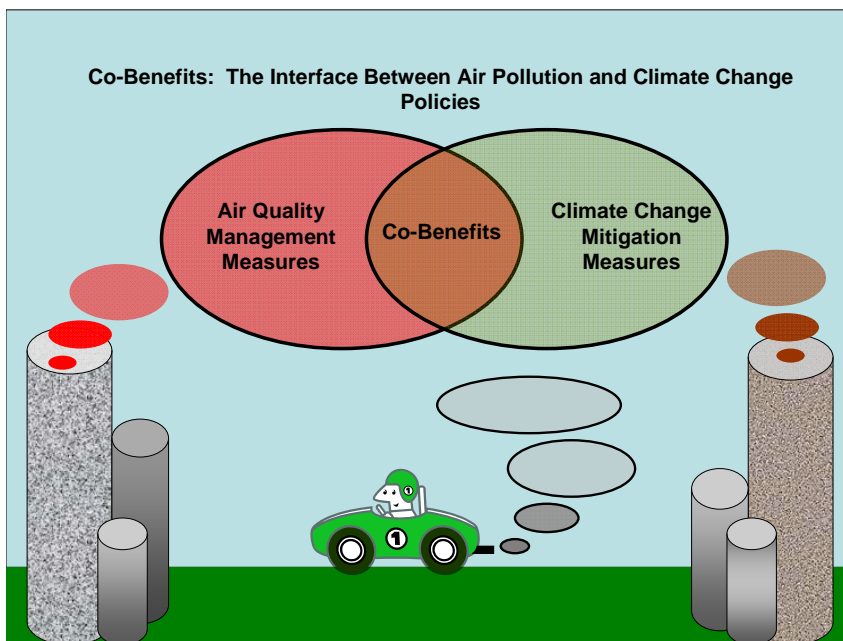 Co-Benefits: The Interface Between Air Pollution and Climate Change
Policies
Air Quality
Management
Measures
Co-Benefits
Climate Change
Mitigation
Measures
1
1